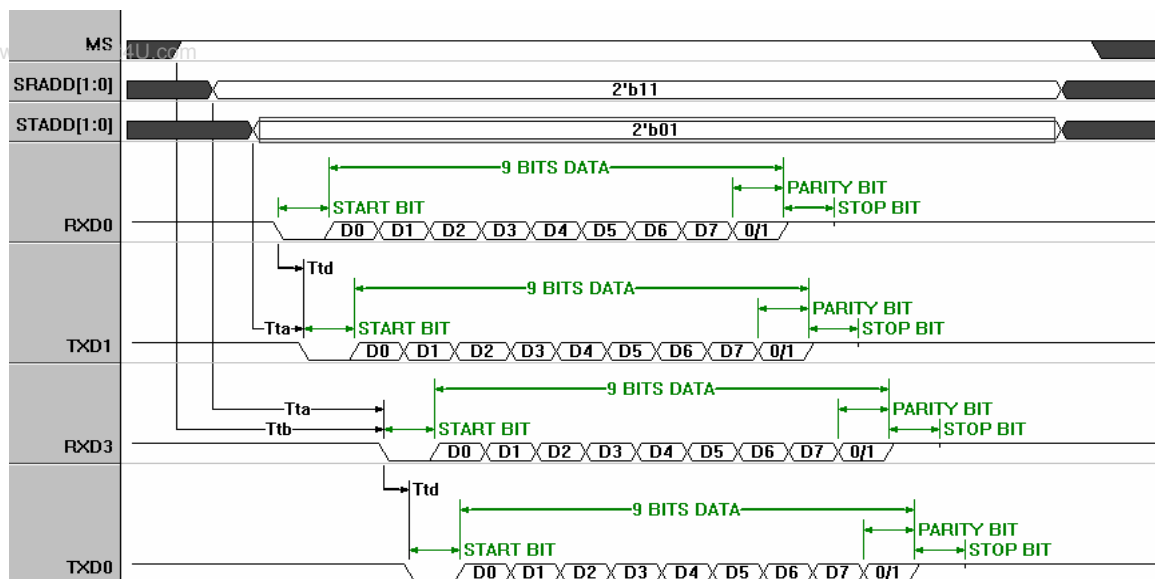 MS
4U.com
SRADD[1:0]
2'b11
STADD[1:0]
2'b01
9 BITS DATA
PARITY BIT
START BIT
STOP BIT
RXD0
D0 D1 D2 D3 D4 D5 D6 D7 0/1
Ttd
9 BITS DATA
PARITY BIT
Tta
START BIT
STOP BIT
TXD1
D0 D1 D2 D3 D4 D5 D6 D7 0/1
9 BITS DATA
Tta
PARITY BIT
Ttb
START BIT
STOP BIT
RXD3
D0 D1 D2 D3 D4 D5 D6 D7 0/1
Ttd
9 BITS DATA
PARITY BIT
START BIT
STOP BIT
TXD0
D0 D1 D2 D3 D4 D5 D6 D7 0/1